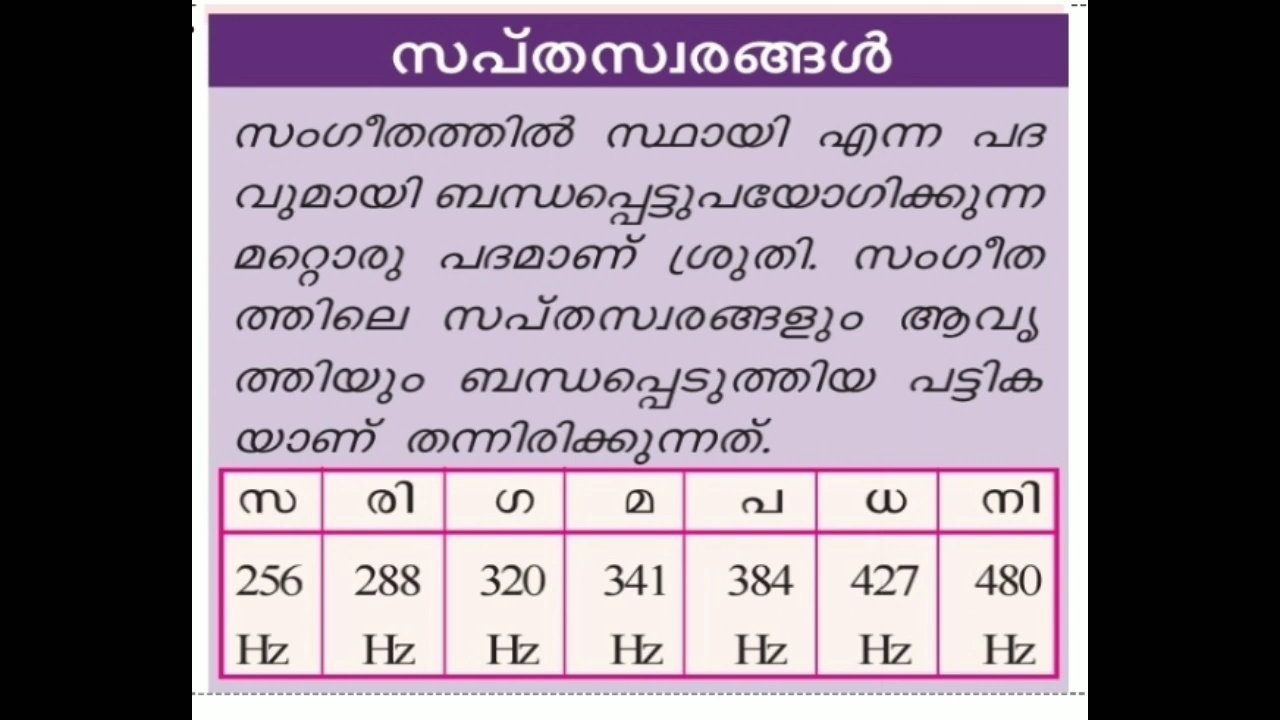 സപ്തസ്വരങ്ങൾ
സംഗീതത്തിൽ സ്ഥായി എന്ന പദ
വുമായി ബന്ധപ്പെട്ടുപയോഗിക്കുന്ന
മറ്റൊരു പദമാണ് ശ്രുതി. സംഗീത
ത്തിലെ സപ്തസ്വരങ്ങളും ആവൃ
ത്തിയും ബന്ധപ്പെടുത്തിയ പട്ടിക
യാണ് തന്നിരിക്കുന്നത്.
സ രി ഗ മ പ ധ നി
256 288 320 341 384 427 480
Hz Hz Hz Hz Hz Hz Hz